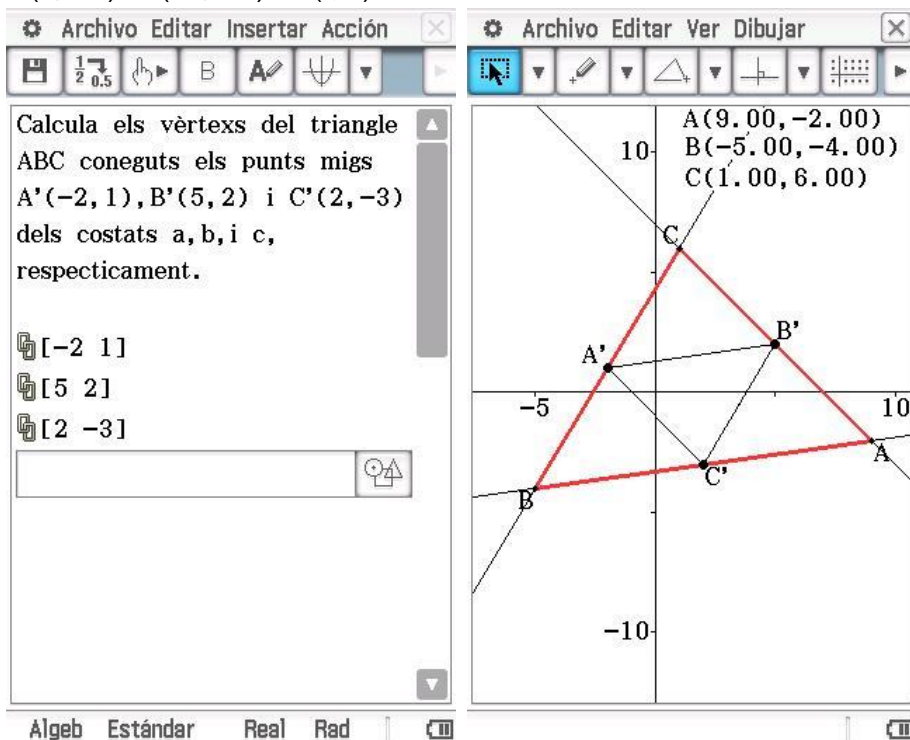 Archivo Editar Insertar Acción
B
Calcula els vèrtexs del triangle
ABC coneguts els punts migs
A’(−2,1),B’(5,2) i C’(2,−3)
dels costats a,b,i c,
respecticament.
[−2 1]
[5 2]
[2 −3]
Algeb Estándar Real Rad
Archivo Editar Ver Dibujar
A(9.00,−2.00)
B(−5.00,−4.00)
C(1.00,6.00)
10
C
B’
A’
−5
10
A
C’
B
−10